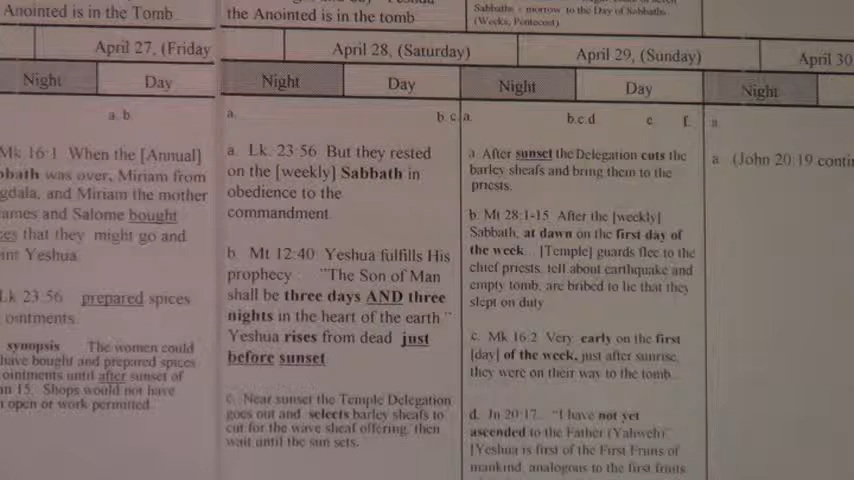 Anointed is in the Tomb
the Anointed is in the tomb
Sabbaths - morrow to the Day of Sabbaths
(Weeks, Pentecost)
April 27, (Friday
April 28, (Saturday)
April 29, (Sunday)
April 30
Night
Day
Night
Day
Night
Day
Night
a. b
Mk 16:1 When the [Annual]
bbath was over, Miriam from
gdala, and Miriam the mother
ames and Salome bought
ces that they might go and
int Yeshua
Lk 23:56 prepared spices
ointments.
synopsis The women could
have bought and prepared spices
ointments until after sunset of
an 15. Shops would not have
open or work permitted.
a.
b c
a. Lk. 23:56 But they rested
on the [weekly] Sabbath in
obedience to the
commandment
b Mt 12:40 Yeshua fulfills His
prophecy "The Son of Man
shall be three days AND three
nights in the heart of the earth"
Yeshua rises from dead just
before sunset
c. Near sunset the Temple Delegation
goes out and selects barley sheafs to
cut for the wave sheaf offering, then
wait until the sun sets.
a.
b.c.d
e.
f.
a After sunset the Delegation cuts the
barley sheafs and bring them to the
priests.
b. Mt 28:1-15 After the [weekly]
Sabbath, at dawn on the first day of
the week [Temple] guards flee to the
chief priests, tell about earthquake and
empty tomb, are bribed to lie that they
slept on duty
c. Mk 16:2 Very early on the first
[day] of the week, just after sunrise,
they were on their way to the tomb
d. Jn 20:17 "I have not yet
ascended to the Father (Yahweh)"
[Yeshua is first of the First Fruits of
mankind, analogous to the first fruits
a
a (John 20:19 contin